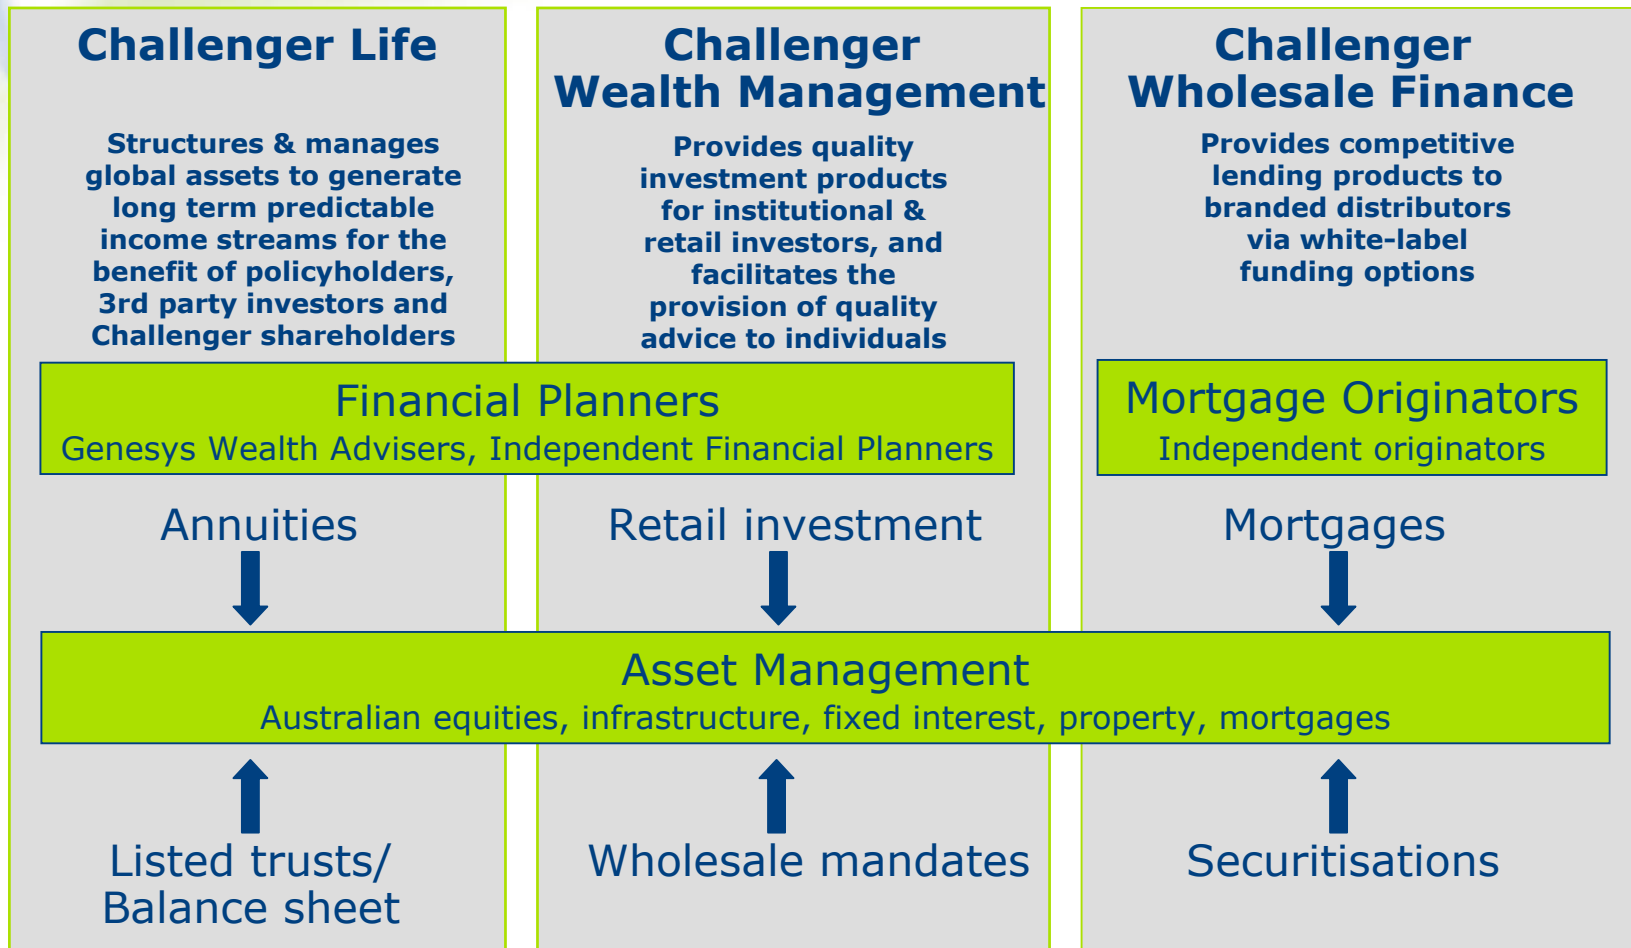 Challenger Life
Structures & manages
global assets to generate
long term predictable
income streams for the
benefit of policyholders,
3rd party investors and
Challenger shareholders
Challenger
Wealth Management
Provides quality
investment products
for institutional &
retail investors, and
facilitates the
provision of quality
advice to individuals
Challenger
Wholesale Finance
Provides competitive
lending products to
branded distributors
via white-label
funding options
Financial Planners
Genesys Wealth Advisers, Independent Financial Planners
Mortgage Originators
Independent originators
Annuities
Retail investment
Mortgages
Asset Management
Australian equities, infrastructure, fixed interest, property, mortgages
Listed trusts/
Balance sheet
Wholesale mandates
Securitisations